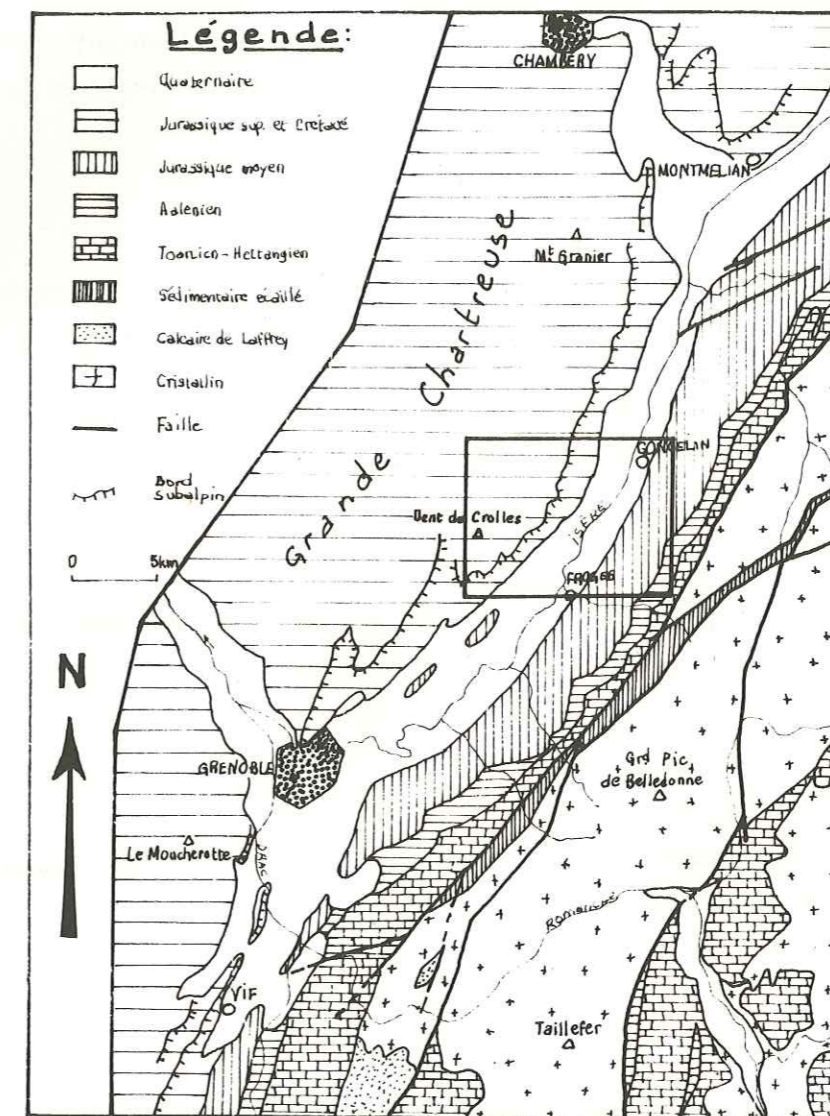 Légende:
Quaternaire
Jurassique sup. et Crétacé
Jurassique moyen
Aalenien
Toarcien-Hettangien
Sédimentaire écaillé
Calcaire de Laffrey
Cristallin
Faille
Bord
Subalpin
0 5km
N
CHAMBERY
MONTMELIAN
Mt Granier
Grande Chartreuse
GONCELIN
Dent de Crolles
ISERE
FROGES
GRENOBLE
Grd Pic
de Belledonne
Le Moucherotte
DRAC
ROMANCHE
VIF
Taillefer